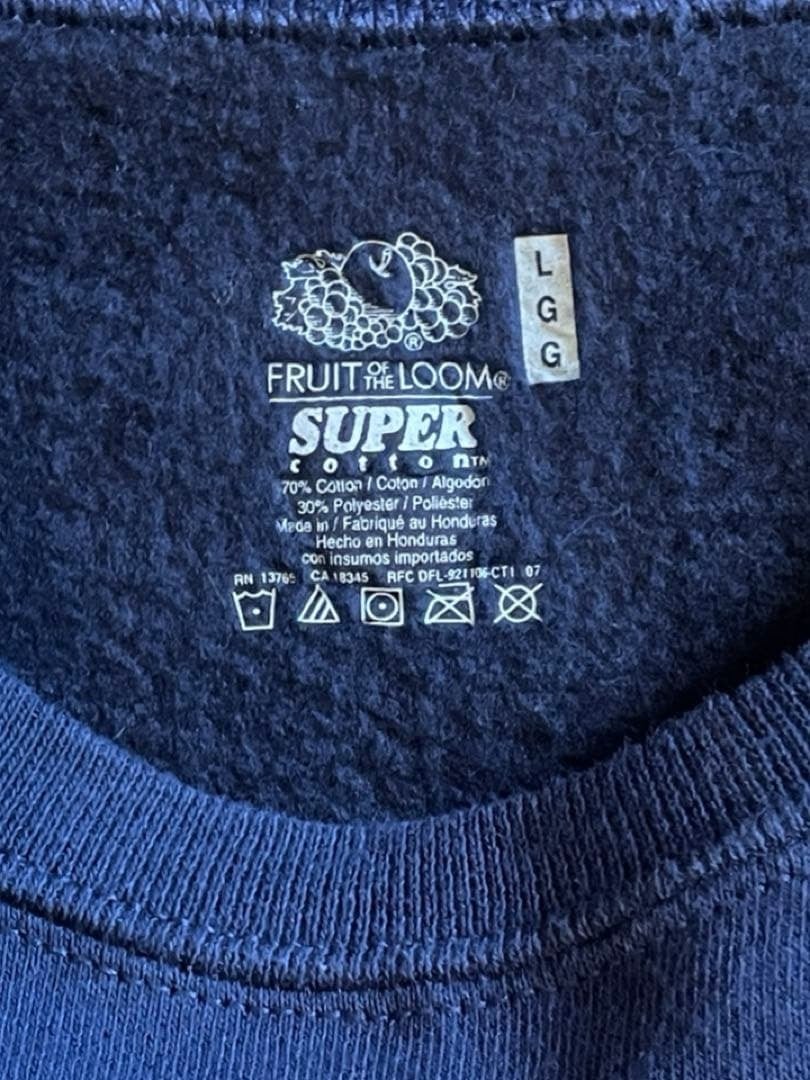 L
G
G
®
FRUIT OF THE LOOM®
SUPER
cotton™
70% Cotton / Coton / Algodon
30% Polyester / Poliéster
Made in / Fabriqué au Honduras
Hecho en Honduras
con insumos importados
RN 13765 CA 18345 RFC DFL-921106-CT1 07